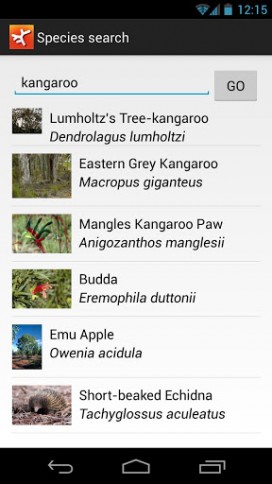 12:15
Species search
kangaroo
GO
Lumholtz's Tree-kangaroo
Dendrolagus lumholtzi
Eastern Grey Kangaroo
Macropus giganteus
Mangles Kangaroo Paw
Anigozanthos manglesii
Budda
Eremophila duttonii
Emu Apple
Owenia acidula
Short-beaked Echidna
Tachyglossus aculeatus